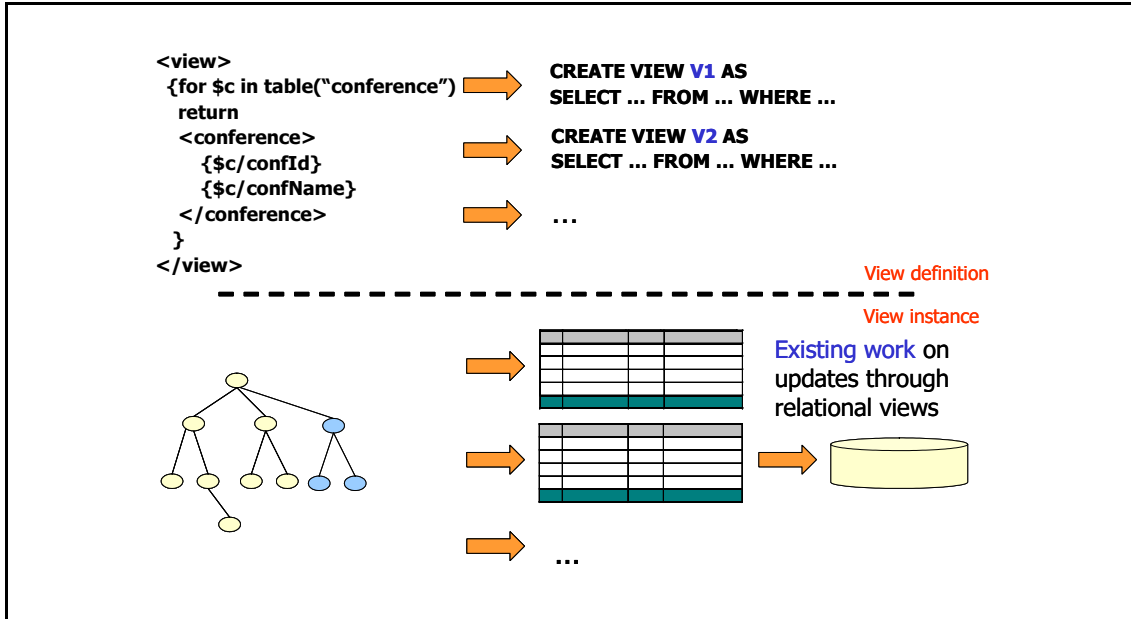 <view>
{for $c in table(“conference”)
return
<conference>
{$c/confId}
{$c/confName}
</conference>
}
</view>
CREATE VIEW V1 AS
SELECT ... FROM ... WHERE ...
CREATE VIEW V2 AS
SELECT ... FROM ... WHERE ...
...
View definition
View instance
Existing work on
updates through
relational views
...